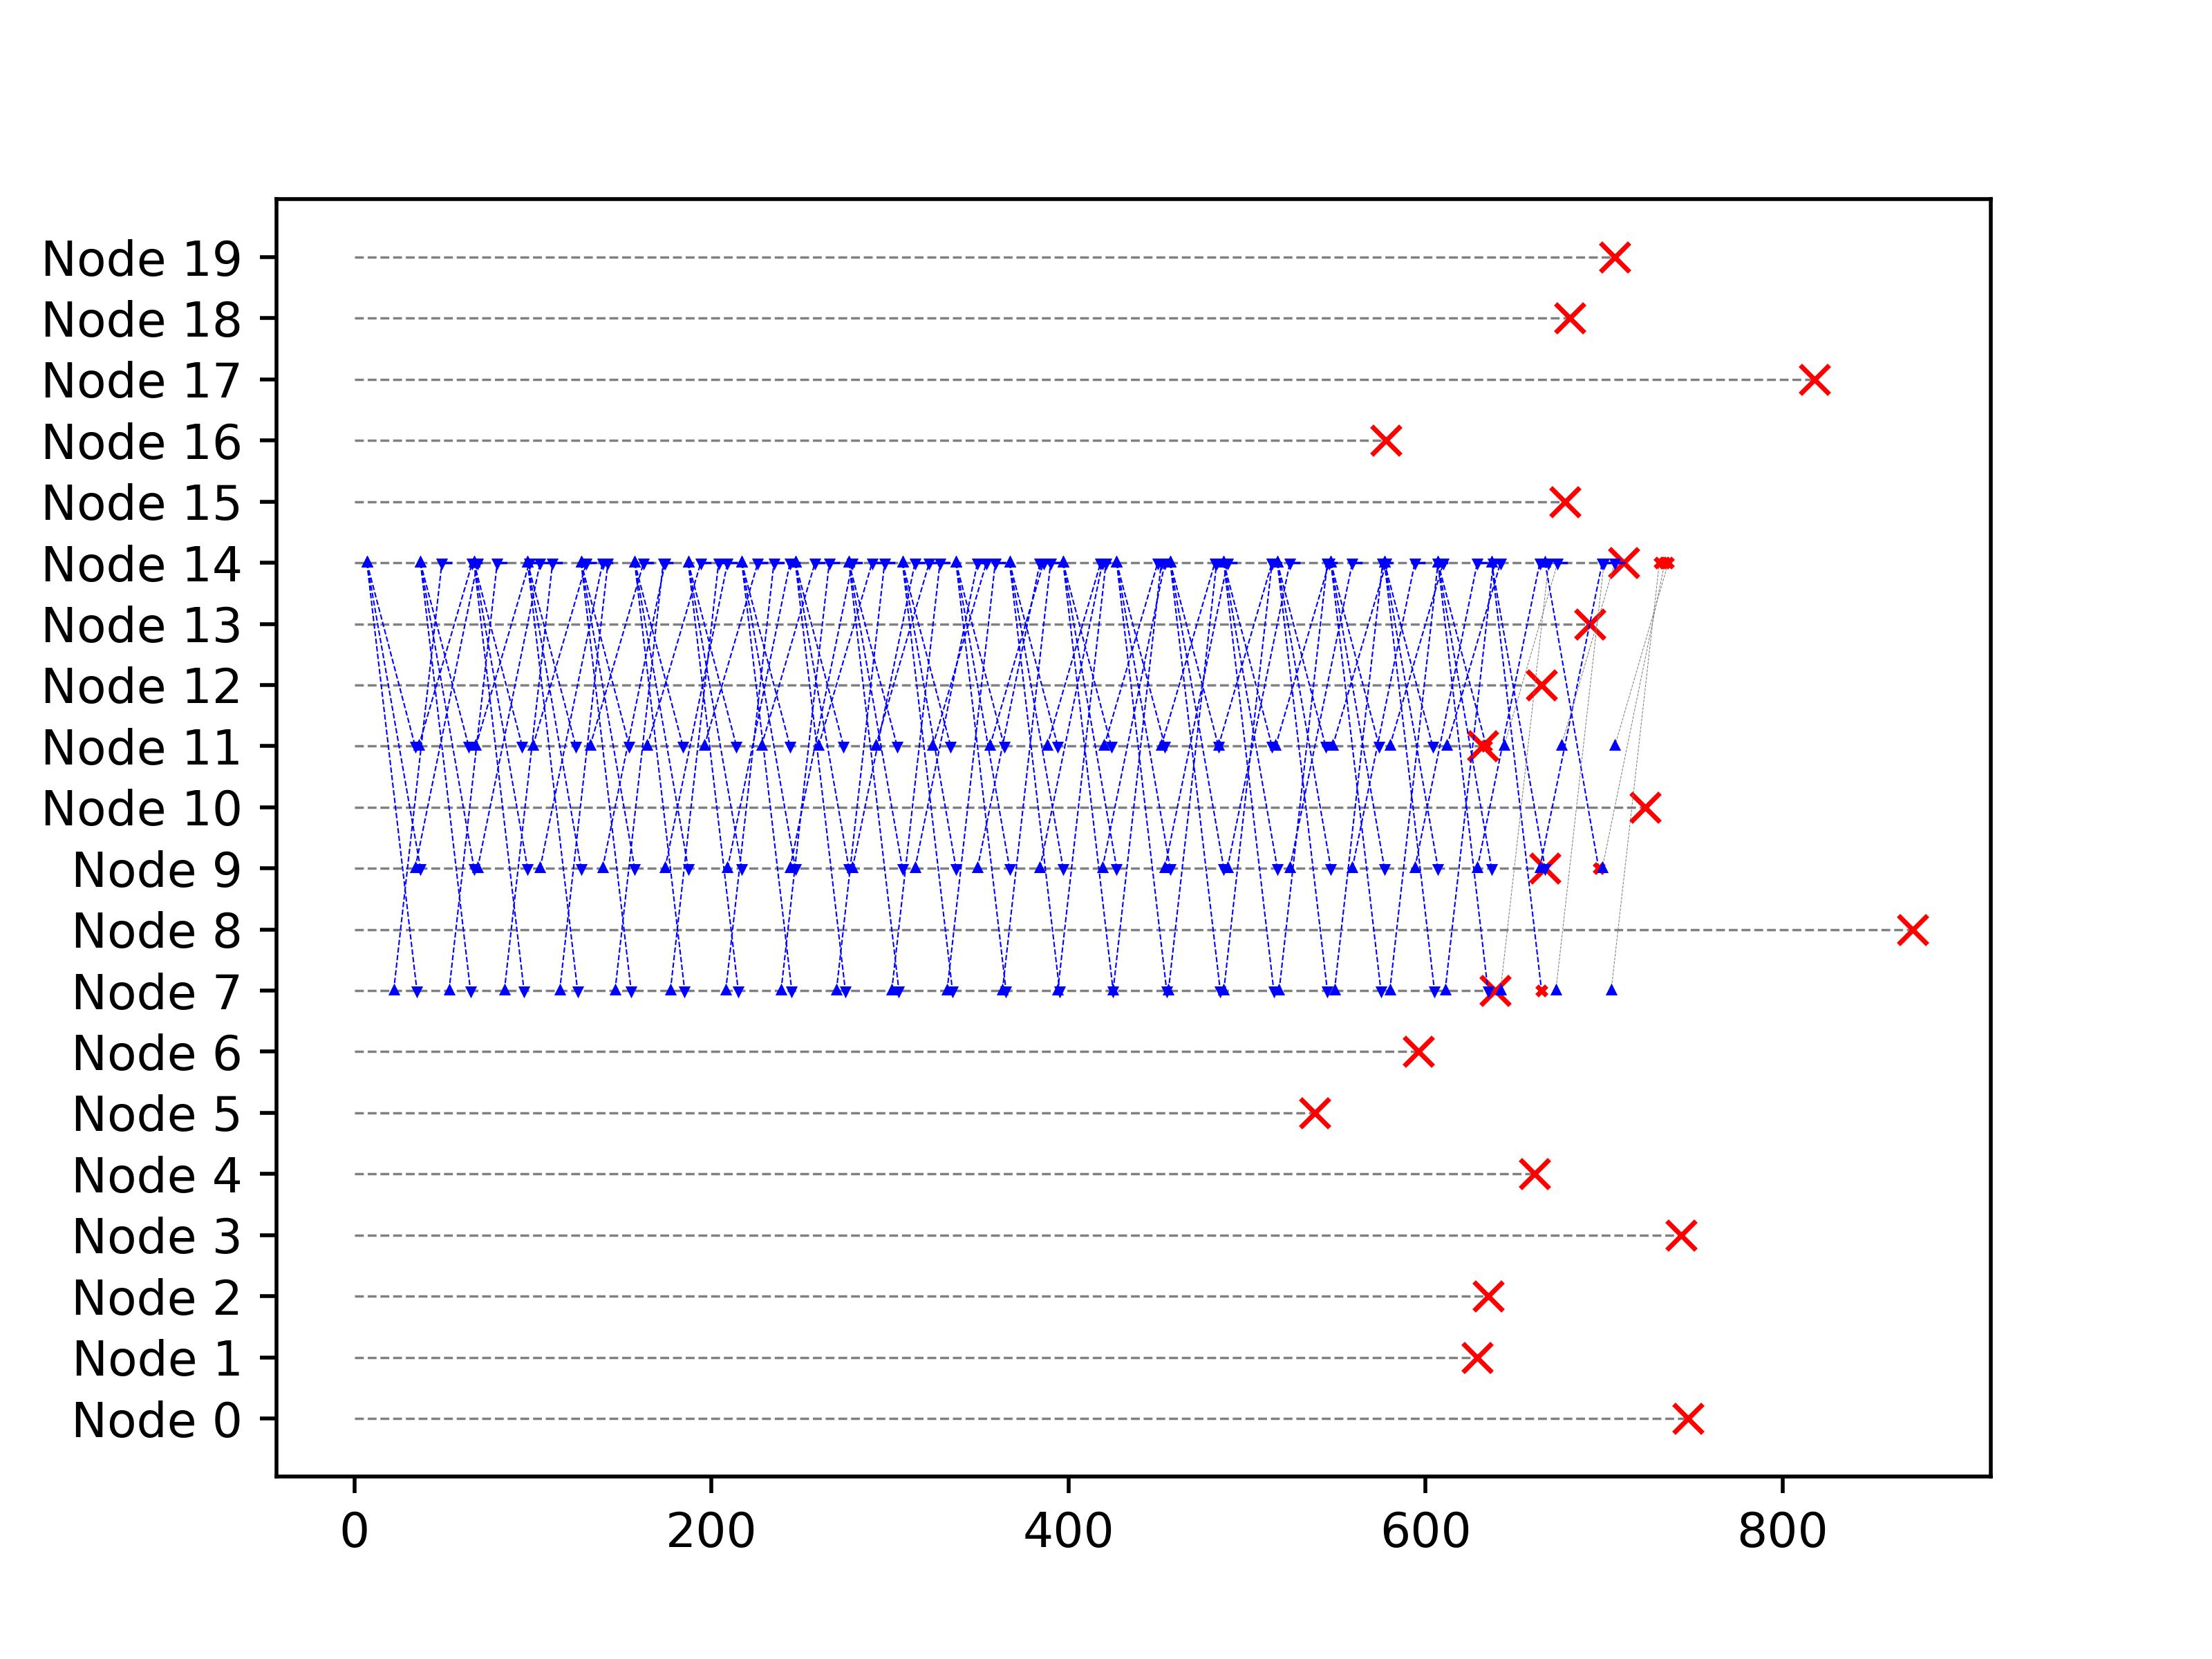 Node 19
Node 18
Node 17
Node 16
Node 15
Node 14
Node 13
Node 12
Node 11
Node 10
Node 9
Node 8
Node 7
Node 6
Node 5
Node 4
Node 3
Node 2
Node 1
Node 0
0 200 400 600 800